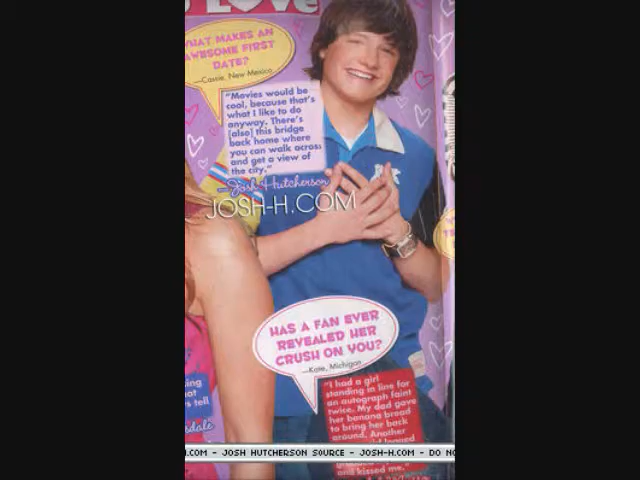 LOVE
WHAT MAKES AN
AWESOME FIRST
DATE?
—Cassie, New Mexico
"Movies would be
cool, because that's
what I like to do
anyway. There's
[also] this bridge
back home where
you can walk across
and get a view of
the city."
Josh Hutcherson
JOSH-H.COM
HAS A FAN EVER
REVEALED HER
CRUSH ON YOU?
—Kate, Michigan
"I had a girl
standing in line for
an autograph faint
twice. My dad gave
her banana bread
to bring her back
around. Another
and kissed me.
.COM - JOSH HUTCHERSON SOURCE - JOSH-H.COM - DO NO